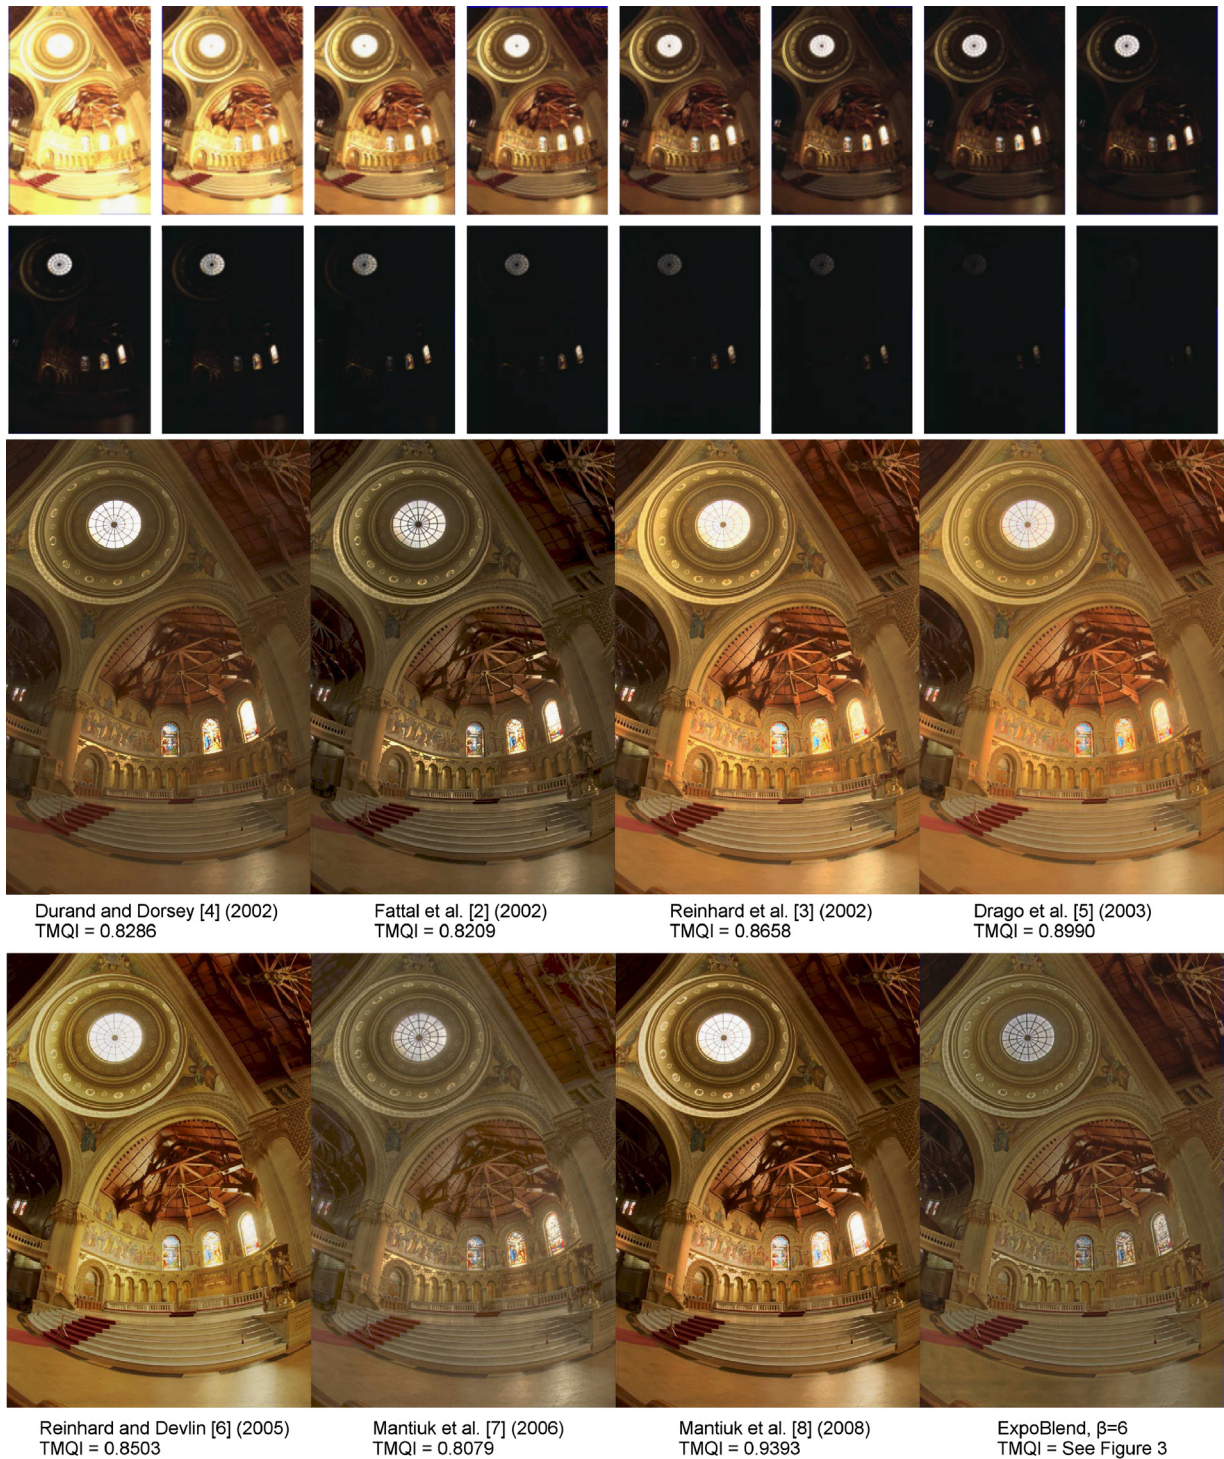 Durand and Dorsey [4] (2002)
TMQI = 0.8286
Fattal et al. [2] (2002)
TMQI = 0.8209
Reinhard et al. [3] (2002)
TMQI = 0.8658
Drago et al. [5] (2003)
TMQI = 0.8990
Reinhard and Devlin [6] (2005)
TMQI = 0.8503
Mantiuk et al. [7] (2006)
TMQI = 0.8079
Mantiuk et al. [8] (2008)
TMQI = 0.9393
ExpoBlend, β=6
TMQI = See Figure 3